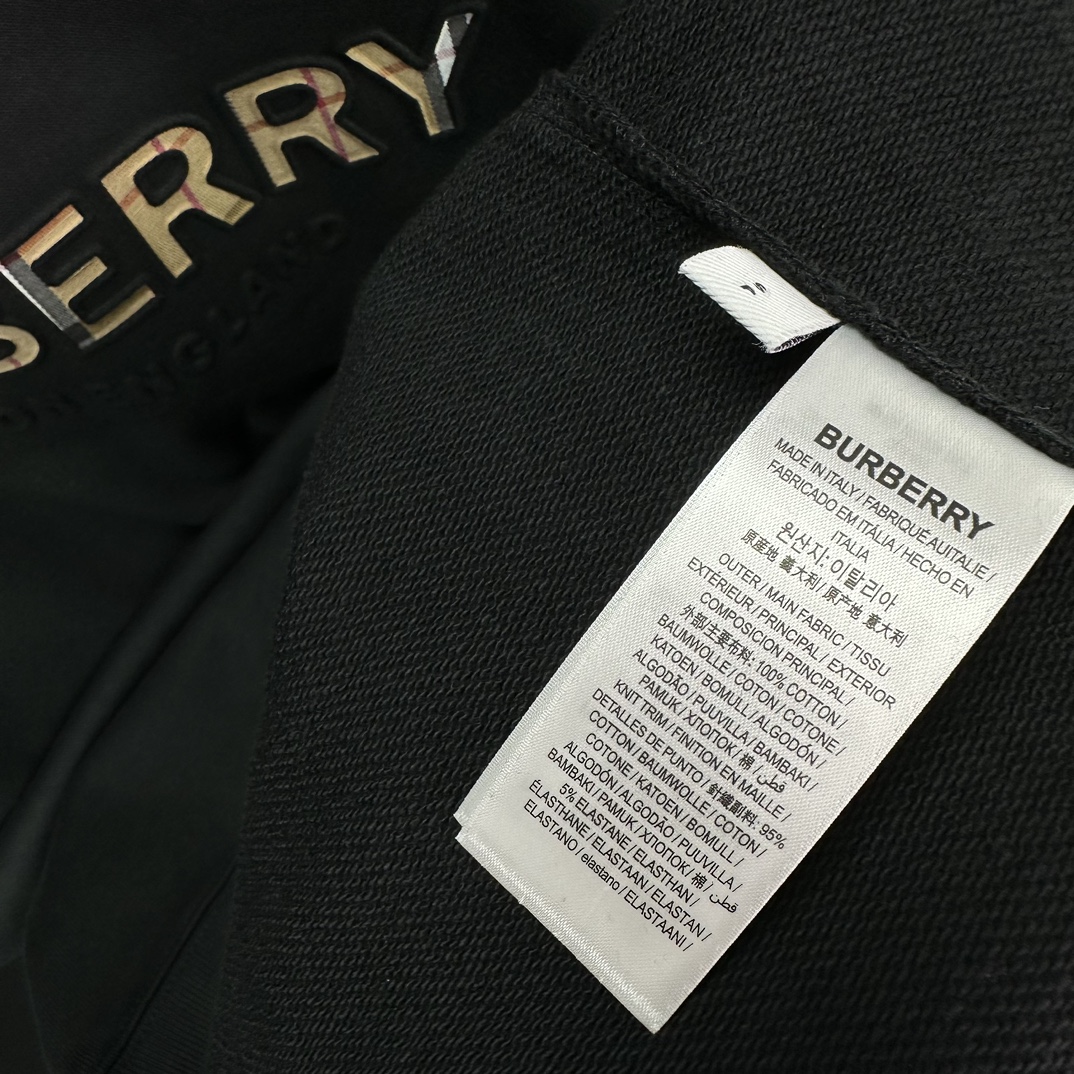 ERRY
ENGLAND
BURBERRY
MADE IN ITALY / FABRIQUÉ AU ITALIE /
FABRICADO EM ITALIA / HECHO EN
ITALIA
원산지: 이탈리아
原産地 義大利 / 原产地 意大利
OUTER / MAIN FABRIC / TISSU
EXTÉRIEUR / PRINCIPAL / EXTERIOR
COMPOSICION PRINCIPAL /
外部主要布料: 100% COTTON /
BAUMWOLLE / COTON / COTONE /
KATOEN / BOMULL / ALGODÓN /
ALGODÃO / PUUVILLA / BAMBAKI /
PAMUK / ХЛОПОК / 棉 / قطن
KNIT TRIM / FINITION EN MAILLE /
DETALLES DE PUNTO / 針織副料: 95%
COTTON / BAUMWOLLE / COTON /
COTONE / KATOEN / BOMULL /
ALGODÓN / ALGODÃO / PUUVILLA /
BAMBAKI / PAMUK / ХЛОПОК / 棉 / قطن
5% ELASTANE / ELASTHAN /
ÉLASTHANE / ELASTAAN / ELASTAN /
ELASTANO / elastano / ELASTAANI /